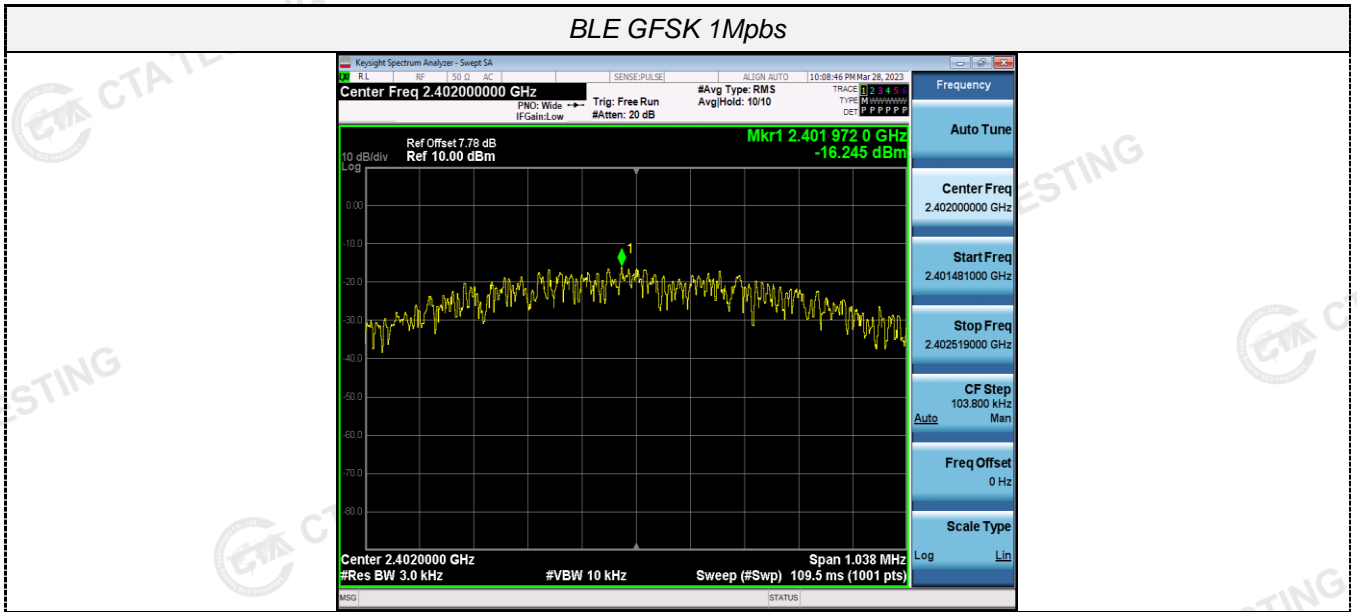 BLE GFSK 1Mpbs
Keysight Spectrum Analyzer - Swept SA
RL RF 50 Ω AC SENSE:PULSE ALIGN AUTO 10:08:46 PM Mar 28, 2023
Center Freq 2.402000000 GHz
PNO: Wide
IFGain:Low
Trig: Free Run
#Atten: 20 dB
#Avg Type: RMS
Avg|Hold: 10/10
TRACE 1 2 3 4 5 6
TYPE M W W W W W
DET P P P P P P
Mkr1 2.401 972 0 GHz
-16.245 dBm
Ref Offset 7.78 dB
10 dB/div Ref 10.00 dBm
Log
0.00
-10.0
-20.0
-30.0
-40.0
-50.0
-60.0
-70.0
-80.0
1
Center 2.4020000 GHz Span 1.038 MHz
#Res BW 3.0 kHz #VBW 10 kHz Sweep (#Swp) 109.5 ms (1001 pts)
MSG STATUS
Frequency
Auto Tune
Center Freq
2.402000000 GHz
Start Freq
2.401481000 GHz
Stop Freq
2.402519000 GHz
CF Step
103.800 kHz
Auto Man
Freq Offset
0 Hz
Scale Type
Log Lin
CTA TE
CTA
ESTING
CTA
C
STING
CTA
CT
TING